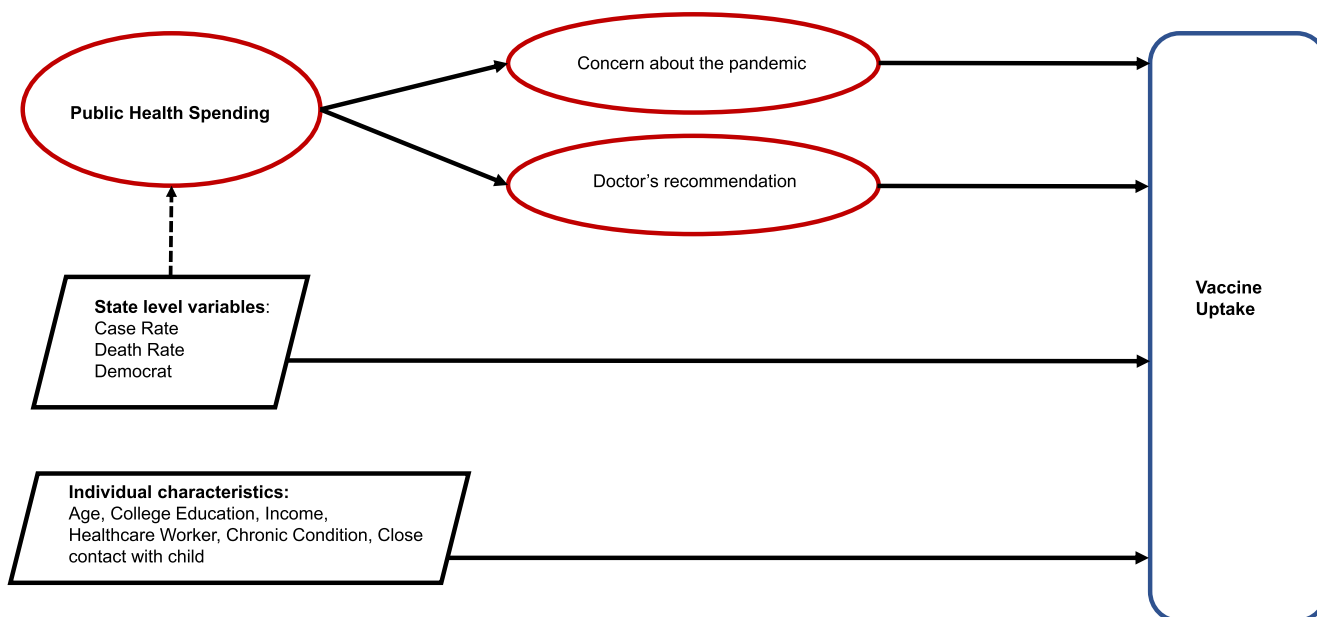 Concern about the pandemic
Public Health Spending
Doctor's recommendation
State level variables:
Case Rate
Death Rate
Democrat
Vaccine
Uptake
Individual characteristics:
Age, College Education, Income,
Healthcare Worker, Chronic Condition, Close
contact with child